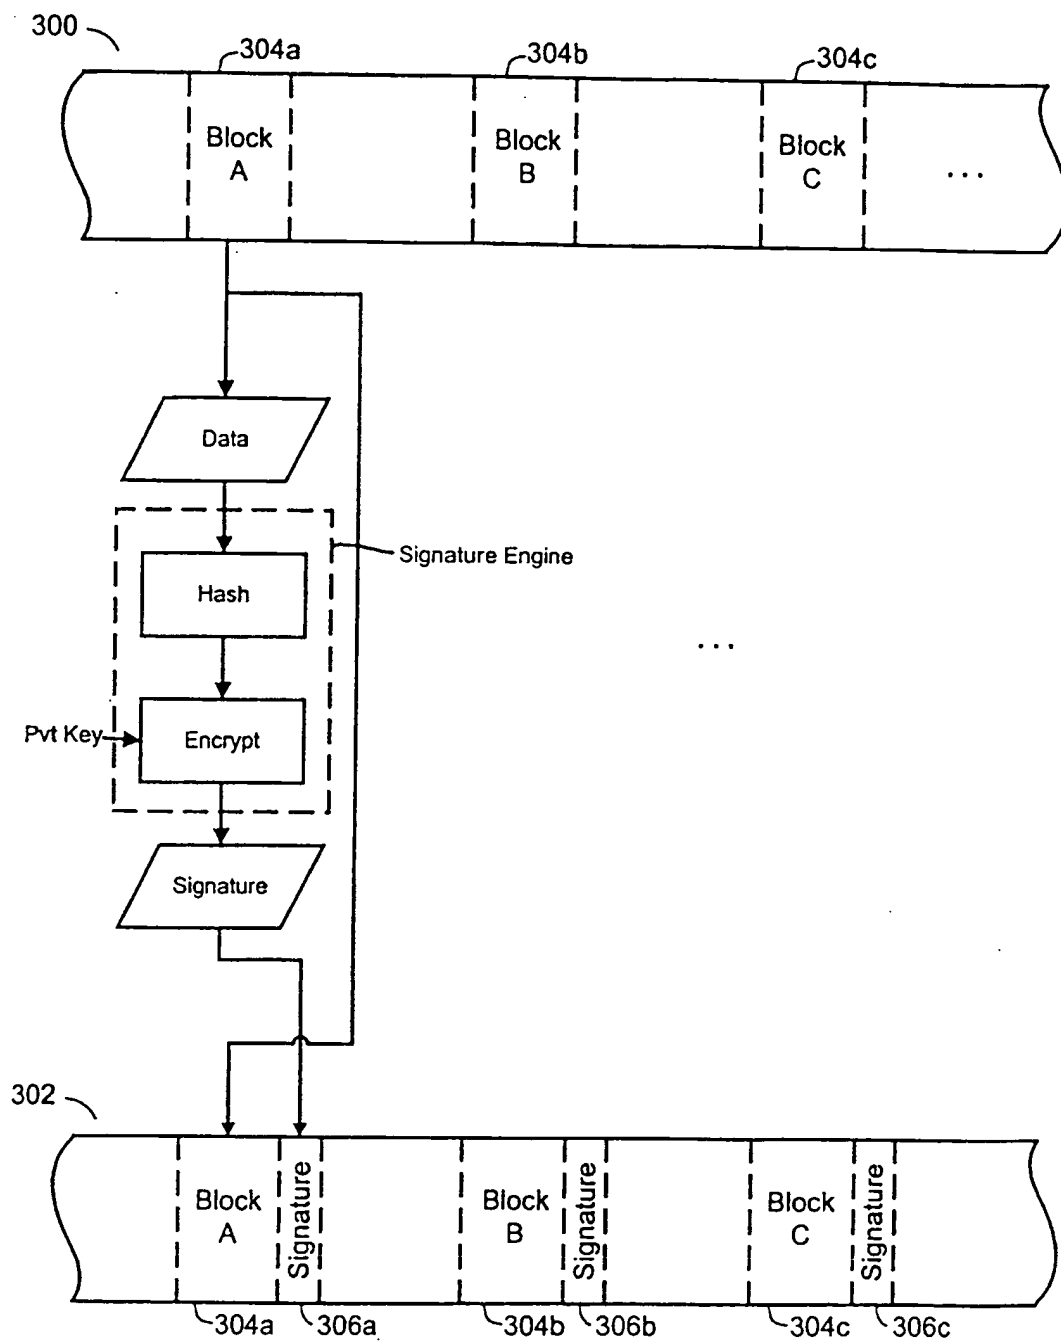 300
304a
304b
304c
Block
A
Block
B
Block
C
...
Data
Signature Engine
Hash
...
Pvt Key
Encrypt
Signature
302
Block
A
Signature
Block
B
Signature
Block
C
Signature
304a
306a
304b
306b
304c
306c